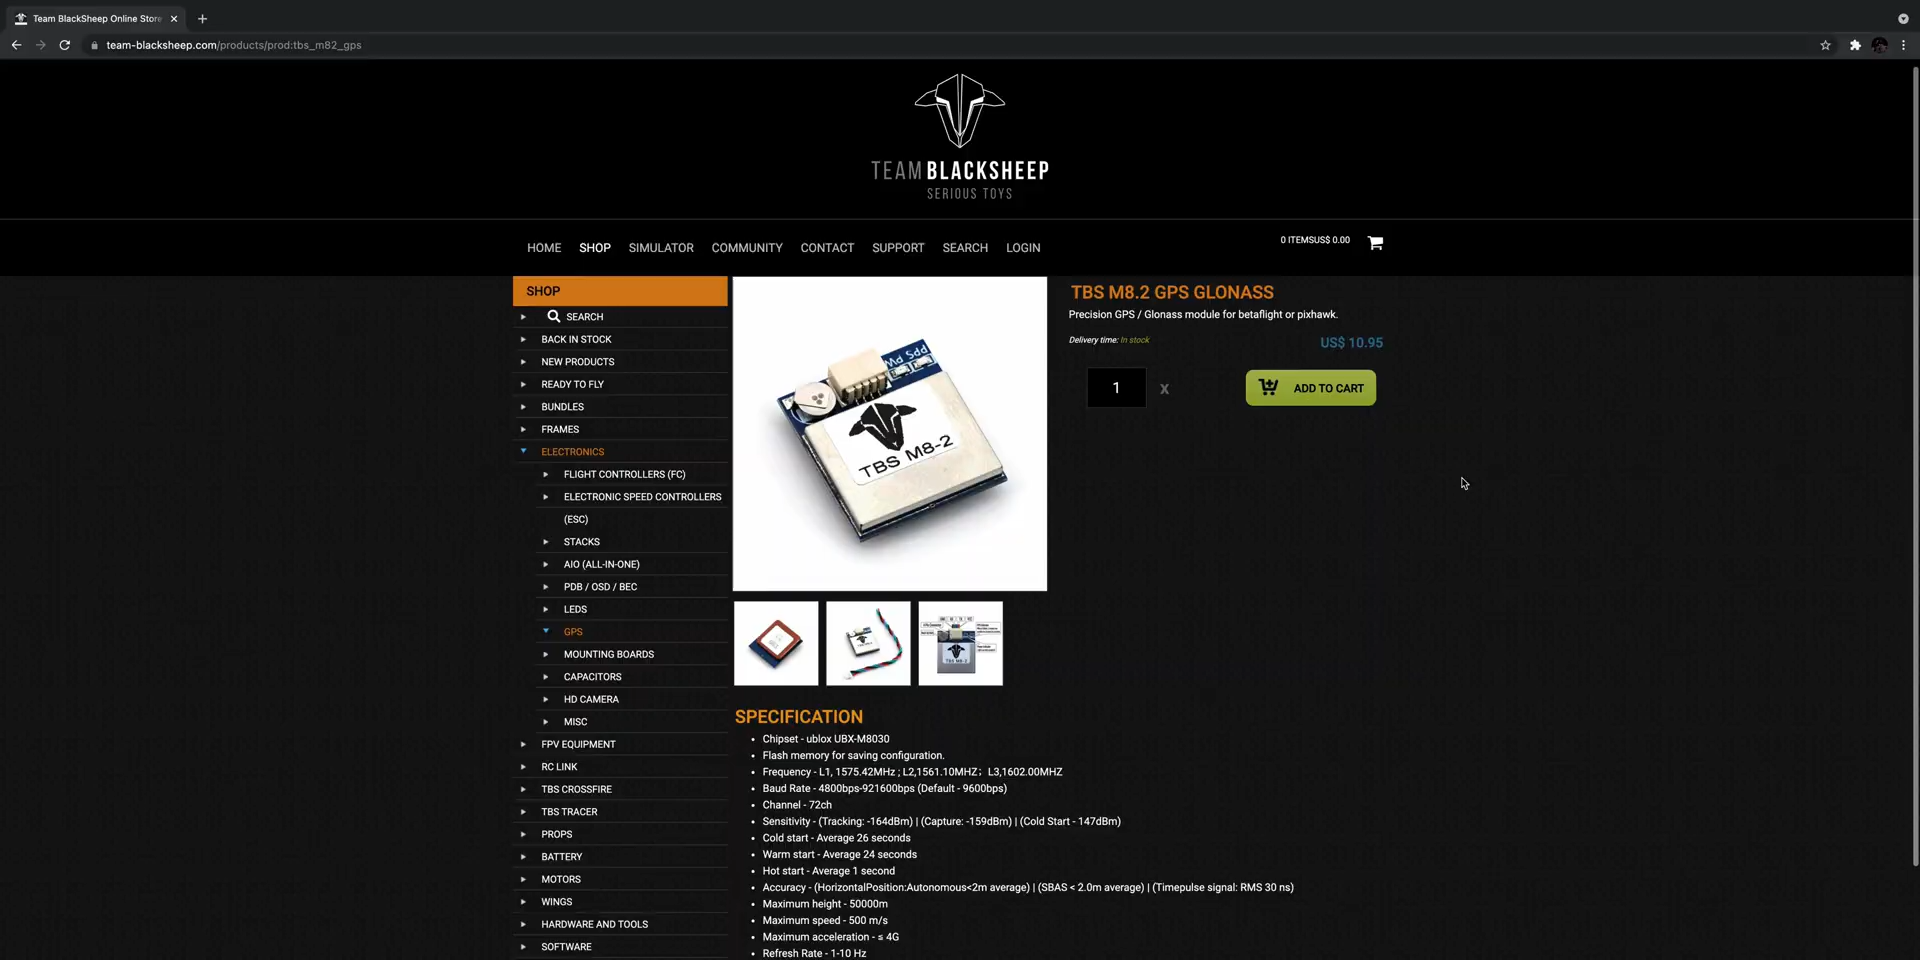 Team BlackSheep Online Store
team-blacksheep.com/products/prod:tbs_m82_gps
TEAM BLACKSHEEP
SERIOUS TOYS
HOME SHOP SIMULATOR COMMUNITY CONTACT SUPPORT SEARCH LOGIN
0 ITEMSUS$ 0.00
SHOP
SEARCH
BACK IN STOCK
NEW PRODUCTS
READY TO FLY
BUNDLES
FRAMES
ELECTRONICS
FLIGHT CONTROLLERS (FC)
ELECTRONIC SPEED CONTROLLERS
(ESC)
STACKS
AIO (ALL-IN-ONE)
PDB / OSD / BEC
LEDS
GPS
MOUNTING BOARDS
CAPACITORS
HD CAMERA
MISC
FPV EQUIPMENT
RC LINK
TBS CROSSFIRE
TBS TRACER
PROPS
BATTERY
MOTORS
WINGS
HARDWARE AND TOOLS
SOFTWARE
Md Sdd
TBS M8-2
TBS M8.2 GPS GLONASS
Precision GPS / Glonass module for betaflight or pixhawk.
Delivery time: In stock
US$ 10.95
1 X
ADD TO CART
TBS M8-2
SPECIFICATION
• Chipset - ublox UBX-M8030
• Flash memory for saving configuration.
• Frequency - L1, 1575.42MHz ; L2,1561.10MHZ; L3,1602.00MHZ
• Baud Rate - 4800bps-921600bps (Default - 9600bps)
• Channel - 72ch
• Sensitivity - (Tracking: -164dBm) | (Capture: -159dBm) | (Cold Start - 147dBm)
• Cold start - Average 26 seconds
• Warm start - Average 24 seconds
• Hot start - Average 1 second
• Accuracy - (HorizontalPosition:Autonomous<2m average) | (SBAS < 2.0m average) | (Timepulse signal: RMS 30 ns)
• Maximum height - 50000m
• Maximum speed - 500 m/s
• Maximum acceleration - ≤ 4G
• Refresh Rate - 1-10 Hz